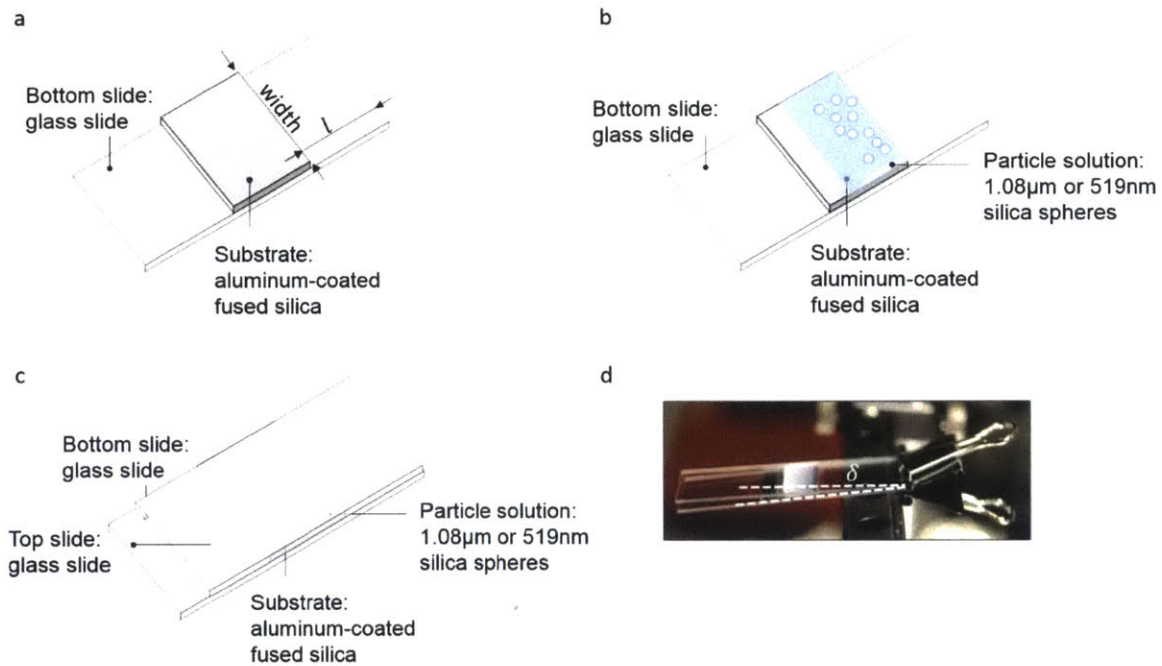 a
Bottom slide:
glass slide
width
l
Substrate:
aluminum-coated
fused silica
b
Bottom slide:
glass slide
Particle solution:
1.08µm or 519nm
silica spheres
Substrate:
aluminum-coated
fused silica
c
Bottom slide:
glass slide
Top slide:
glass slide
Particle solution:
1.08µm or 519nm
silica spheres
Substrate:
aluminum-coated
fused silica
d
δ